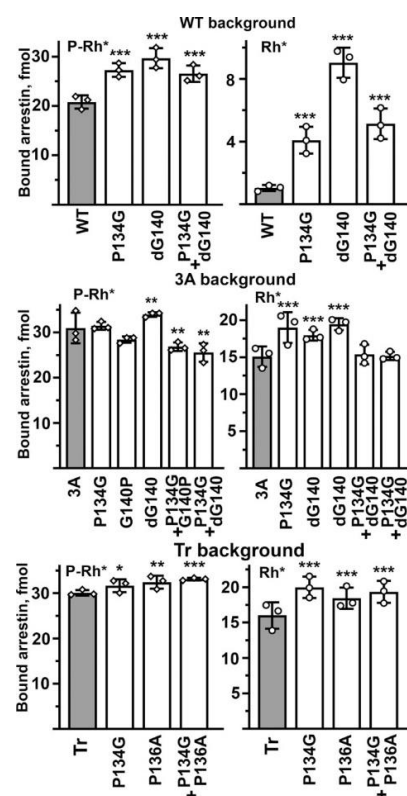 WT background
Bound arrestin, fmol
P-Rh*
30
20
10
***
***
***
WT
P134G
dG140
P134G
+dG140
Rh*
8
4
***
***
***
WT
P134G
dG140
P134G
+dG140
3A background
Bound arrestin, fmol
P-Rh*
30
20
10
**
**
**
3A
P134G
G140P
dG140
P134G
+G140P
P134G
+dG140
Rh*
20
15
10
5
***
***
***
3A
P134G
dG140
dG140
P134G
+dG140
P134G
+dG140
Tr background
Bound arrestin, fmol
P-Rh*
30
20
10
*
**
***
Tr
P134G
P136A
P134G
+P136A
Rh*
20
15
10
5
***
***
***
Tr
P134G
P136A
P134G
+P136A